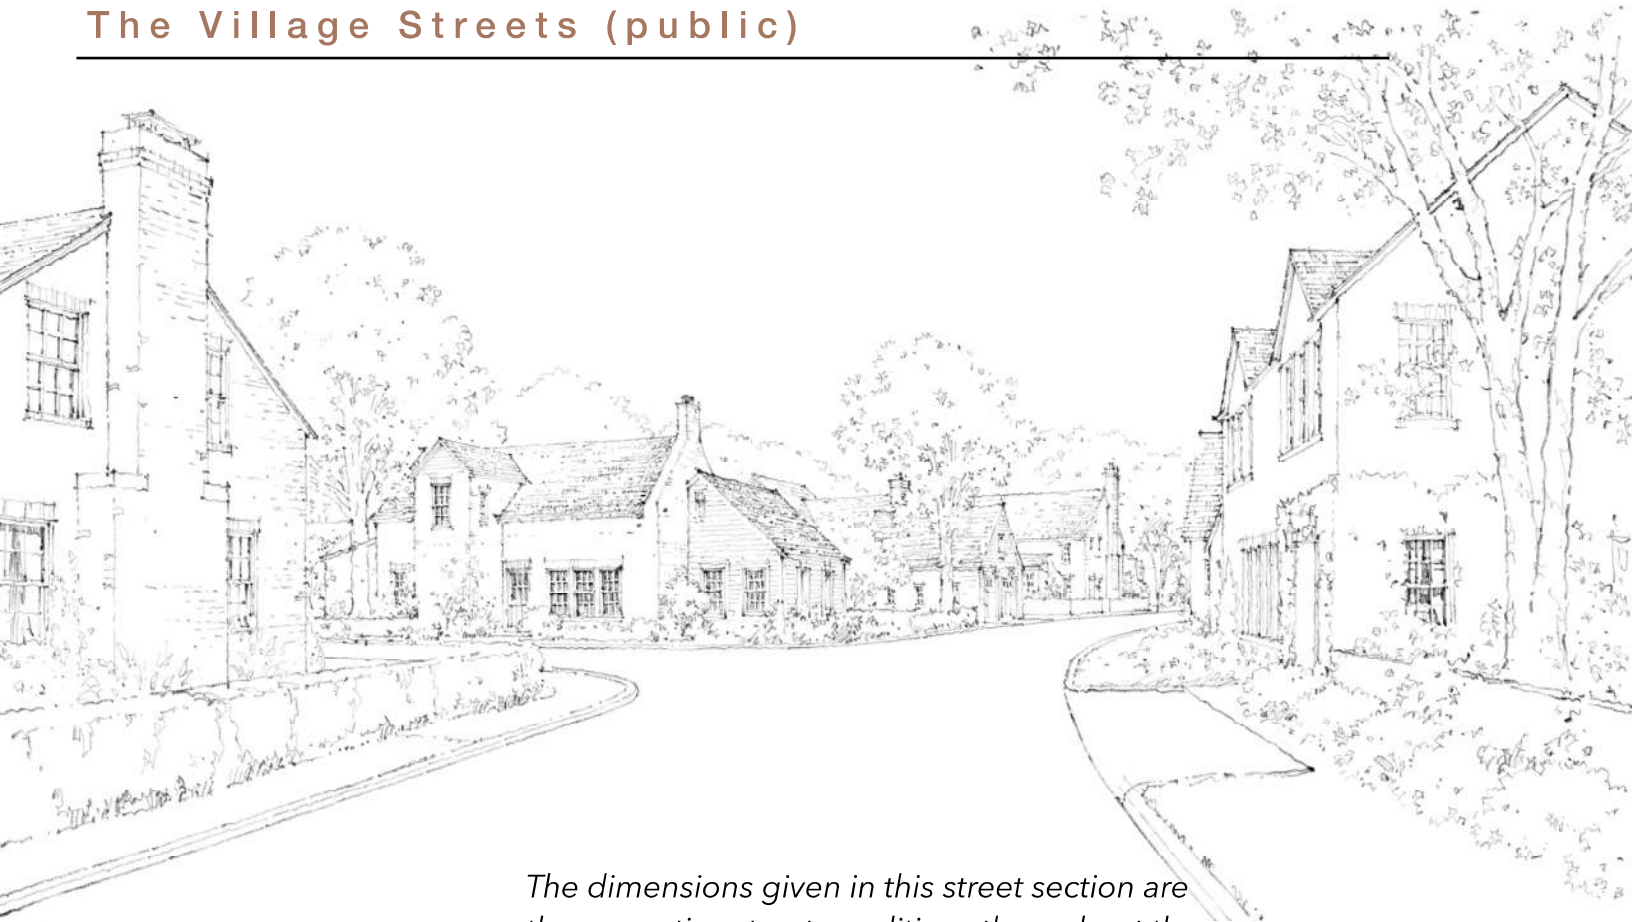 The Village Streets (public)
The dimensions given in this street section are